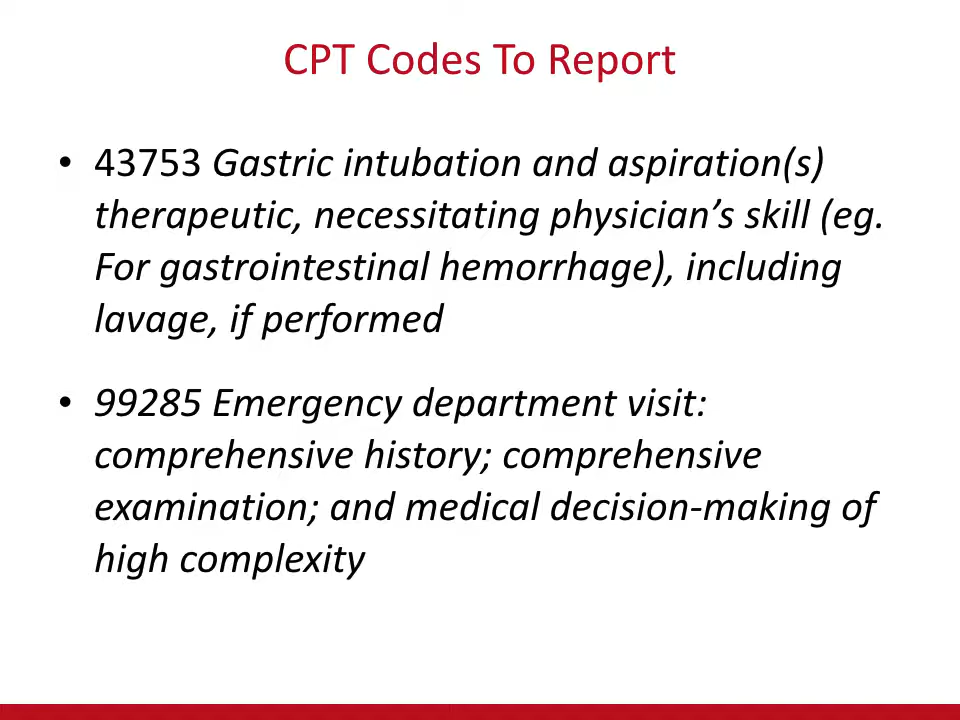 CPT Codes To Report
• 43753 Gastric intubation and aspiration(s)
therapeutic, necessitating physician’s skill (eg.
For gastrointestinal hemorrhage), including
lavage, if performed
• 99285 Emergency department visit:
comprehensive history; comprehensive
examination; and medical decision-making of
high complexity